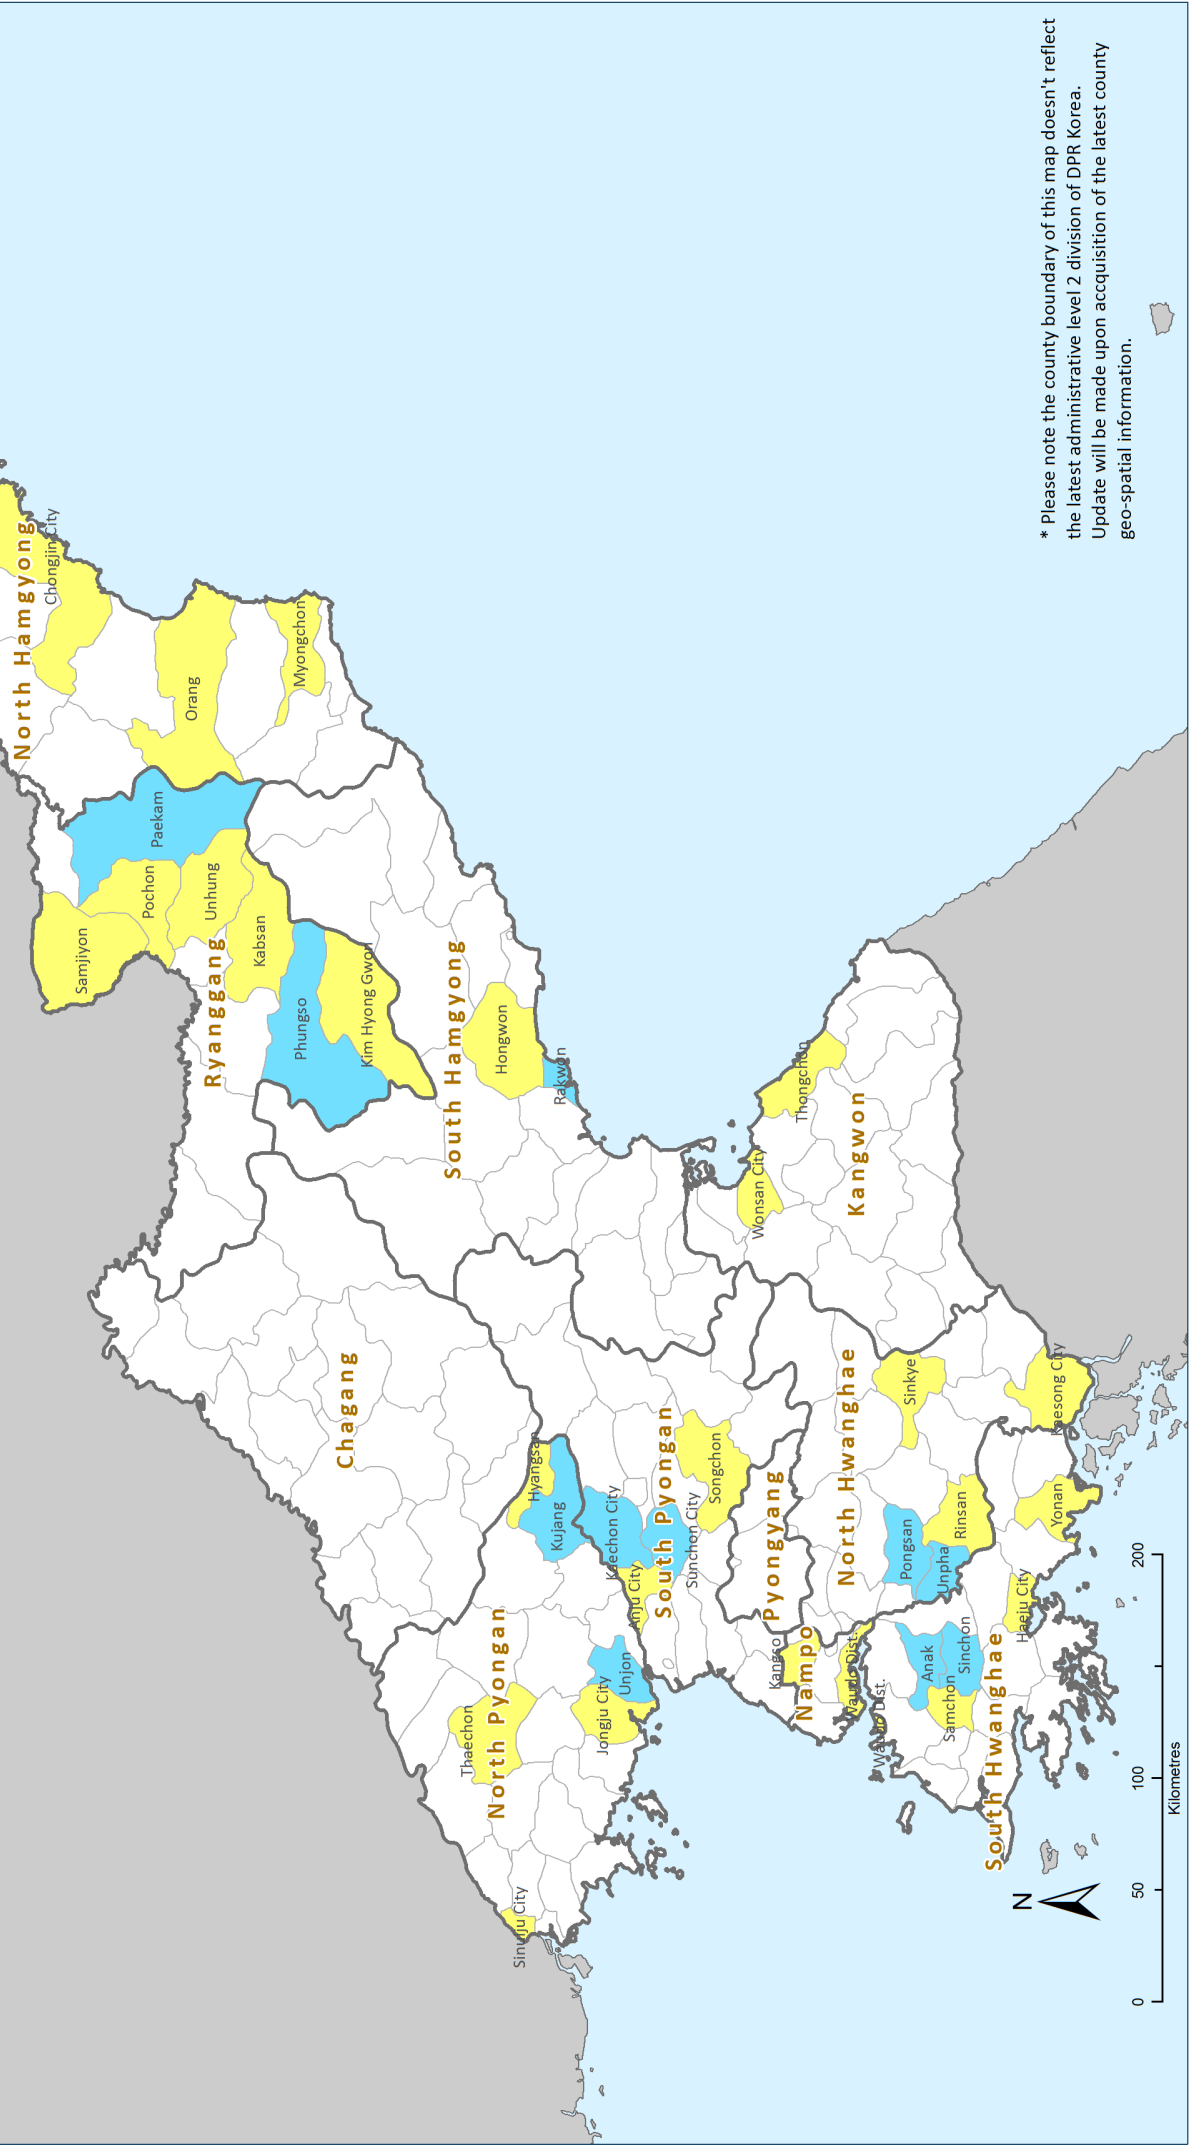 North Hamgyong
Chongjin City
Orang
Myongchon
Paekam
Samjiyon
Pochon
Unhung
Kabsan
Ryanggang
Phungso
Kim Hyong Gwon
South Hamgyong
Hongwon
Rakwon
Chagang
Hyangsan
Kujang
Thaechon
North Pyongan
Unjon
Jongju City
Sinuiju City
Kaechon City
Anju City
South Pyongan
Sunchon City
Songchon
Wonsan City
Thongchon
Kangwon
Pyongyang
Kangso
Nampo
Waudo Dist.
Waudo Dist.
North Hwanghae
Sinkye
Pongsan
Unpha
Rinsan
Kaesong City
Yonan
Haeju City
Anak
Sinchon
Samchon
South Hwanghae
N
0
50
100
200
Kilometres
* Please note the county boundary of this map doesn't reflect
the latest administrative level 2 division of DPR Korea.
Update will be made upon accquisition of the latest county
geo-spatial information.